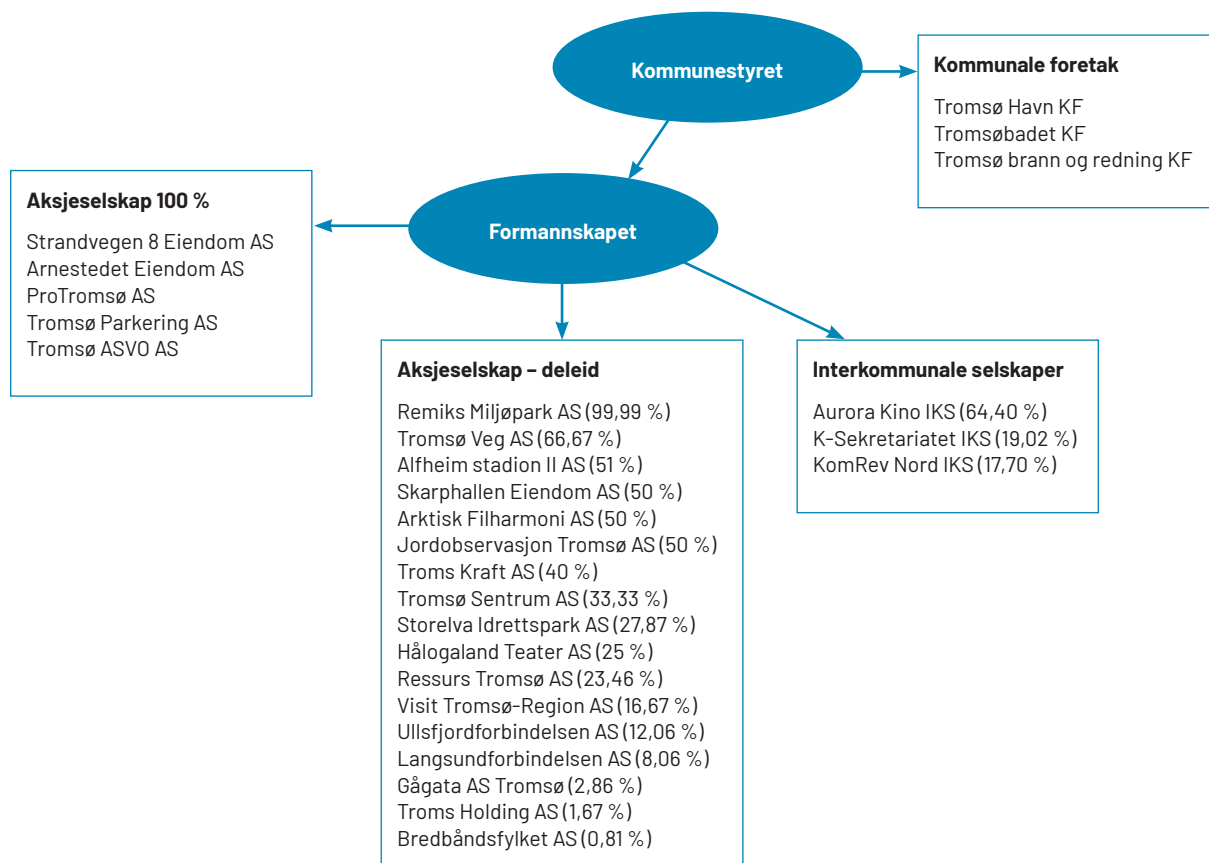 Kommunestyret
Kommunale foretak
Tromsø Havn KF
Tromsøbadet KF
Tromsø brann og redning KF
Formannskapet
Aksjeselskap 100 %
Strandvegen 8 Eiendom AS
Arnestedet Eiendom AS
ProTromsø AS
Tromsø Parkering AS
Tromsø ASVO AS
Aksjeselskap – deleid
Remiks Miljøpark AS (99,99 %)
Tromsø Veg AS (66,67 %)
Alfheim stadion II AS (51 %)
Skarphallen Eiendom AS (50 %)
Arktisk Filharmoni AS (50 %)
Jordobservasjon Tromsø AS (50 %)
Troms Kraft AS (40 %)
Tromsø Sentrum AS (33,33 %)
Storelva Idrettspark AS (27,87 %)
Hålogaland Teater AS (25 %)
Ressurs Tromsø AS (23,46 %)
Visit Tromsø-Region AS (16,67 %)
Ullsfjordforbindelsen AS (12,06 %)
Langsundforbindelsen AS (8,06 %)
Gågata AS Tromsø (2,86 %)
Troms Holding AS (1,67 %)
Bredbåndsfylket AS (0,81 %)
Interkommunale selskaper
Aurora Kino IKS (64,40 %)
K-Sekretariatet IKS (19,02 %)
KomRev Nord IKS (17,70 %)